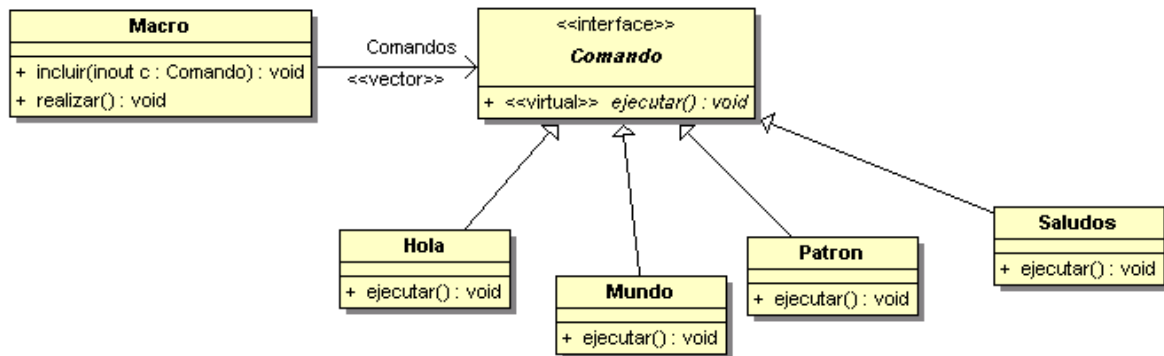 Macro
+ incluir(inout c : Comando) : void
+ realizar() : void
Comandos
<<vector>>
<<interface>>
Comando
+ <<virtual>> ejecutar() : void
Hola
+ ejecutar() : void
Mundo
+ ejecutar() : void
Patron
+ ejecutar() : void
Saludos
+ ejecutar() : void